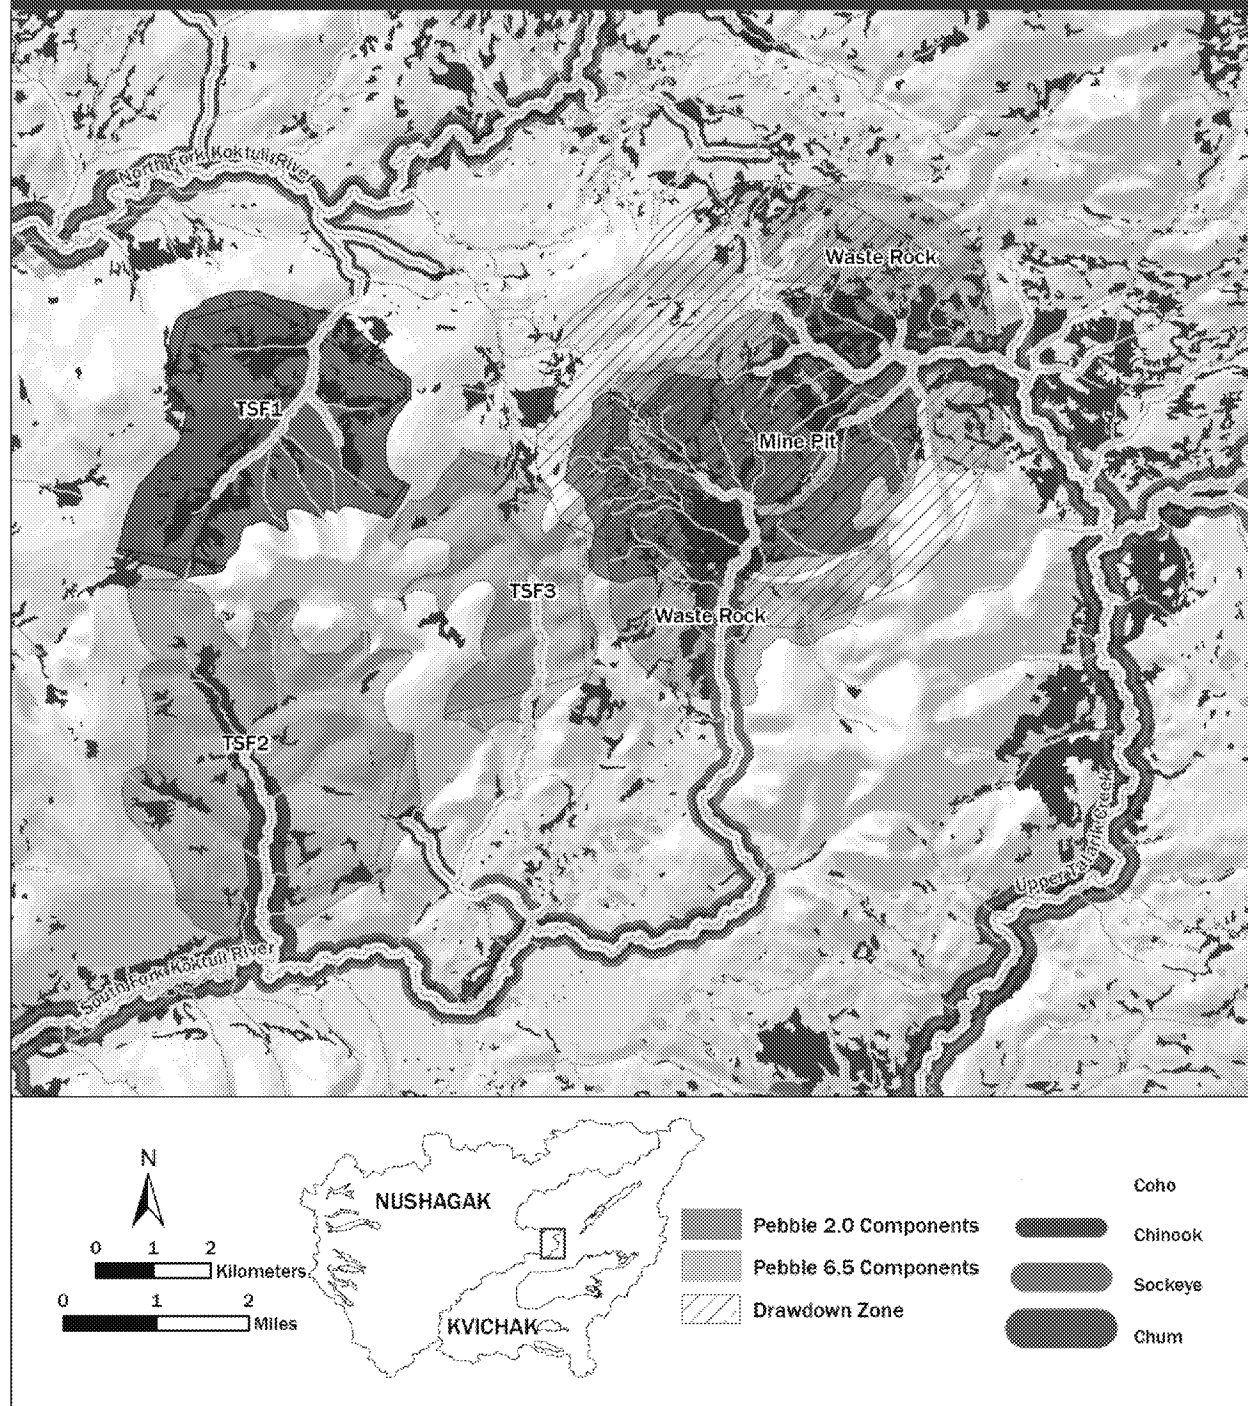 North Fork Koktuli River
Waste Rock
TSF1
Mine Pit
TSF3
Waste Rock
TSF2
Upper Talarik Creek
South Fork Koktuli River
N
0 1 2
Kilometers
0 1 2
Miles
NUSHAGAK
KVICHAK
Pebble 2.0 Components
Pebble 6.5 Components
Drawdown Zone
Coho
Chinook
Sockeye
Chum